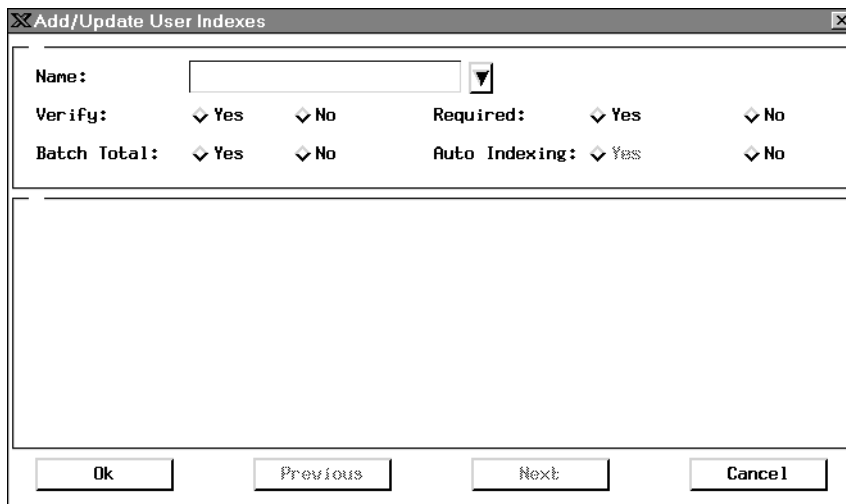 Add/Update User Indexes
Name:
Verify: Yes No Required: Yes No
Batch Total: Yes No Auto Indexing: Yes No
Ok Previous Next Cancel